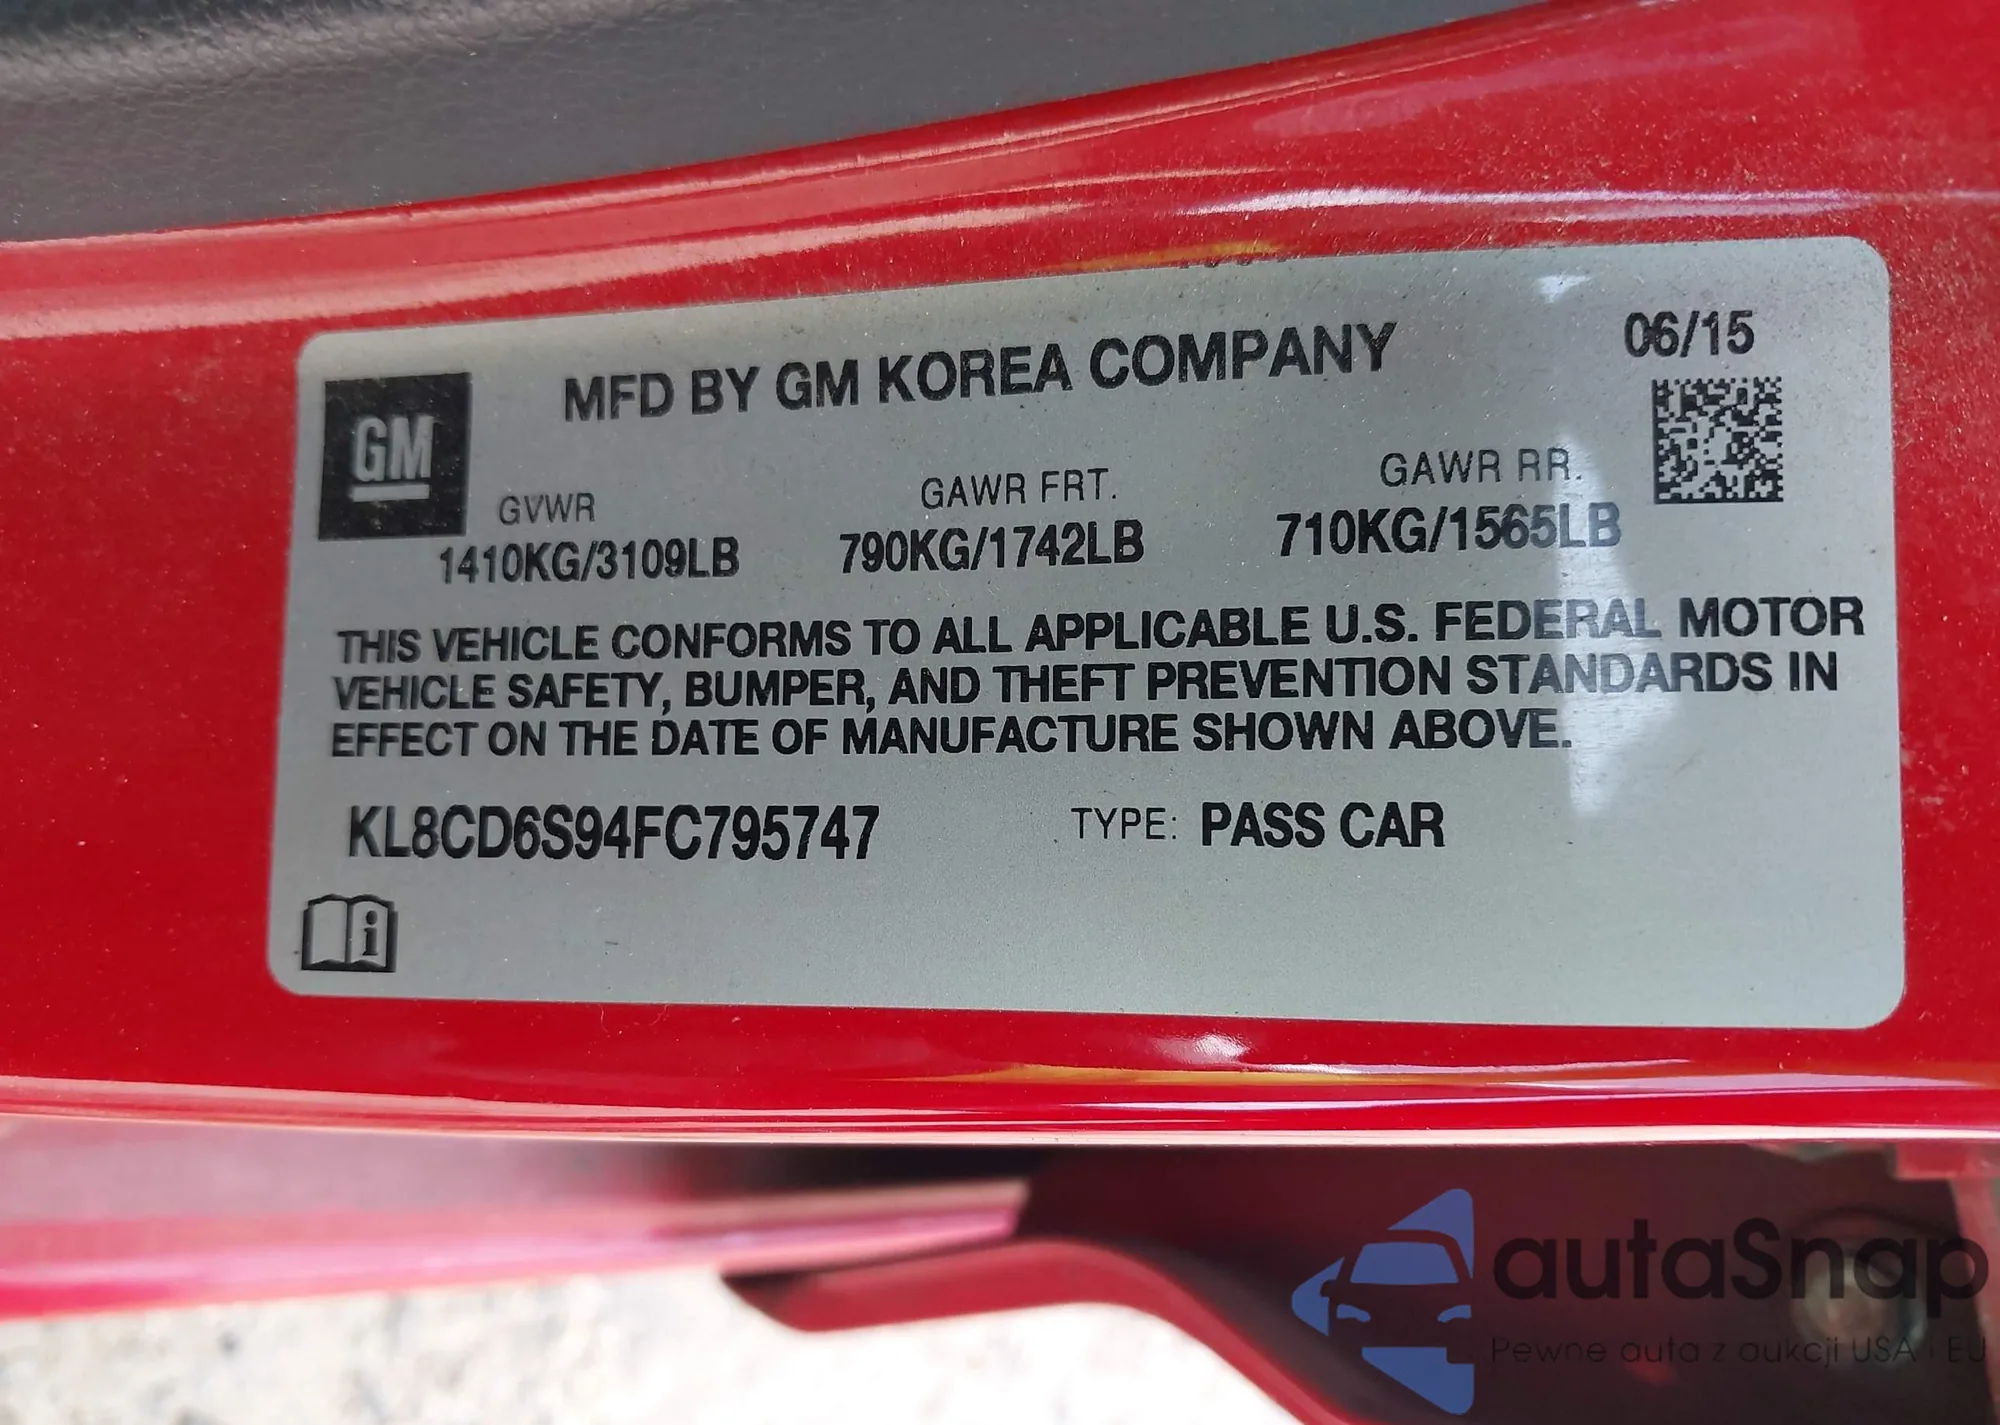 MFD BY GM KOREA COMPANY
06/15
GM
GVWR
GAWR FRT.
GAWR RR.
1410KG/3109LB
790KG/1742LB
710KG/1565LB
THIS VEHICLE CONFORMS TO ALL APPLICABLE U.S. FEDERAL MOTOR
VEHICLE SAFETY, BUMPER, AND THEFT PREVENTION STANDARDS IN
EFFECT ON THE DATE OF MANUFACTURE SHOWN ABOVE.
KL8CD6S94FC795747
TYPE: PASS CAR
i
autaSnap
Pewne auta z aukcji USA i EU